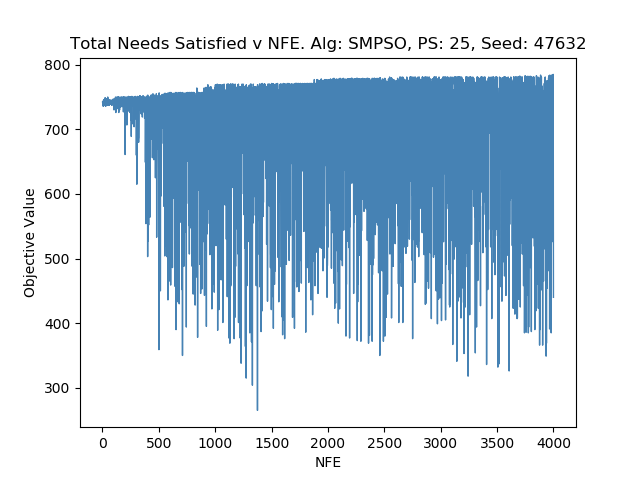 Total Needs Satisfied v NFE. Alg: SMPSO, PS: 25, Seed: 47632
800
700
600
500
400
300
Objective Value
0 500 1000 1500 2000 2500 3000 3500 4000
NFE